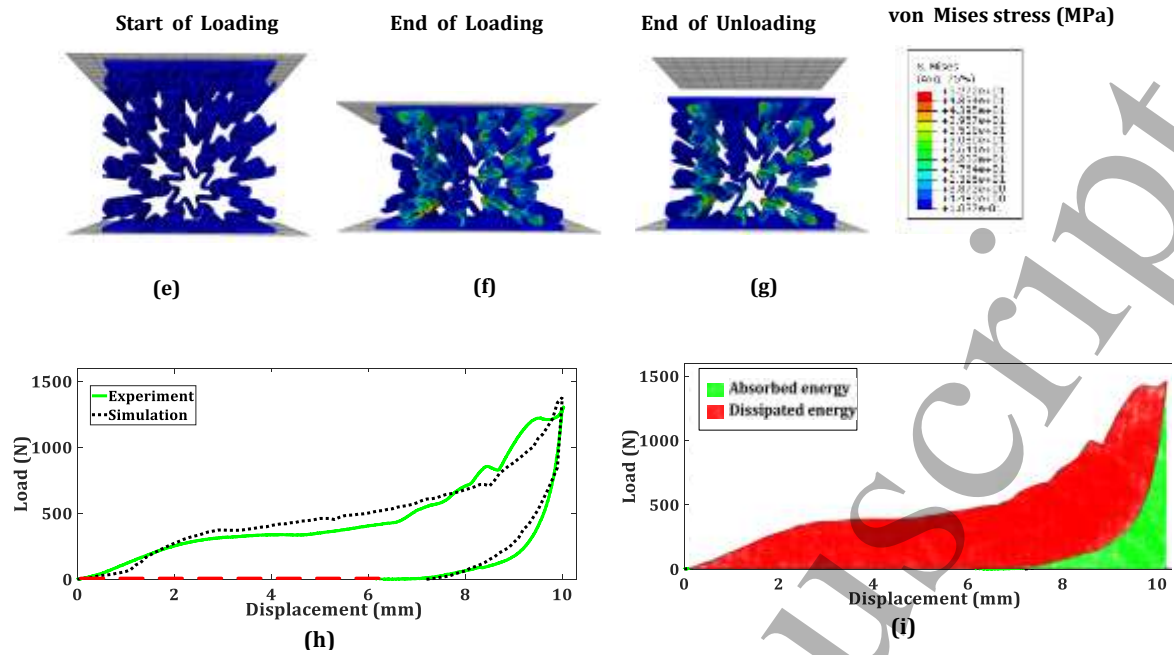 Start of Loading
End of Loading
End of Unloading
von Mises stress (MPa)
(e)
(f)
(g)
1500
1000
500
0
Load (N)
Experiment
Simulation
0 2 4 6 8 10
Displacement (mm)
(h)
1500
1000
500
0
Load (N)
Absorbed energy
Dissipated energy
0 2 4 6 8 10
Displacement (mm)
(i)
uscript